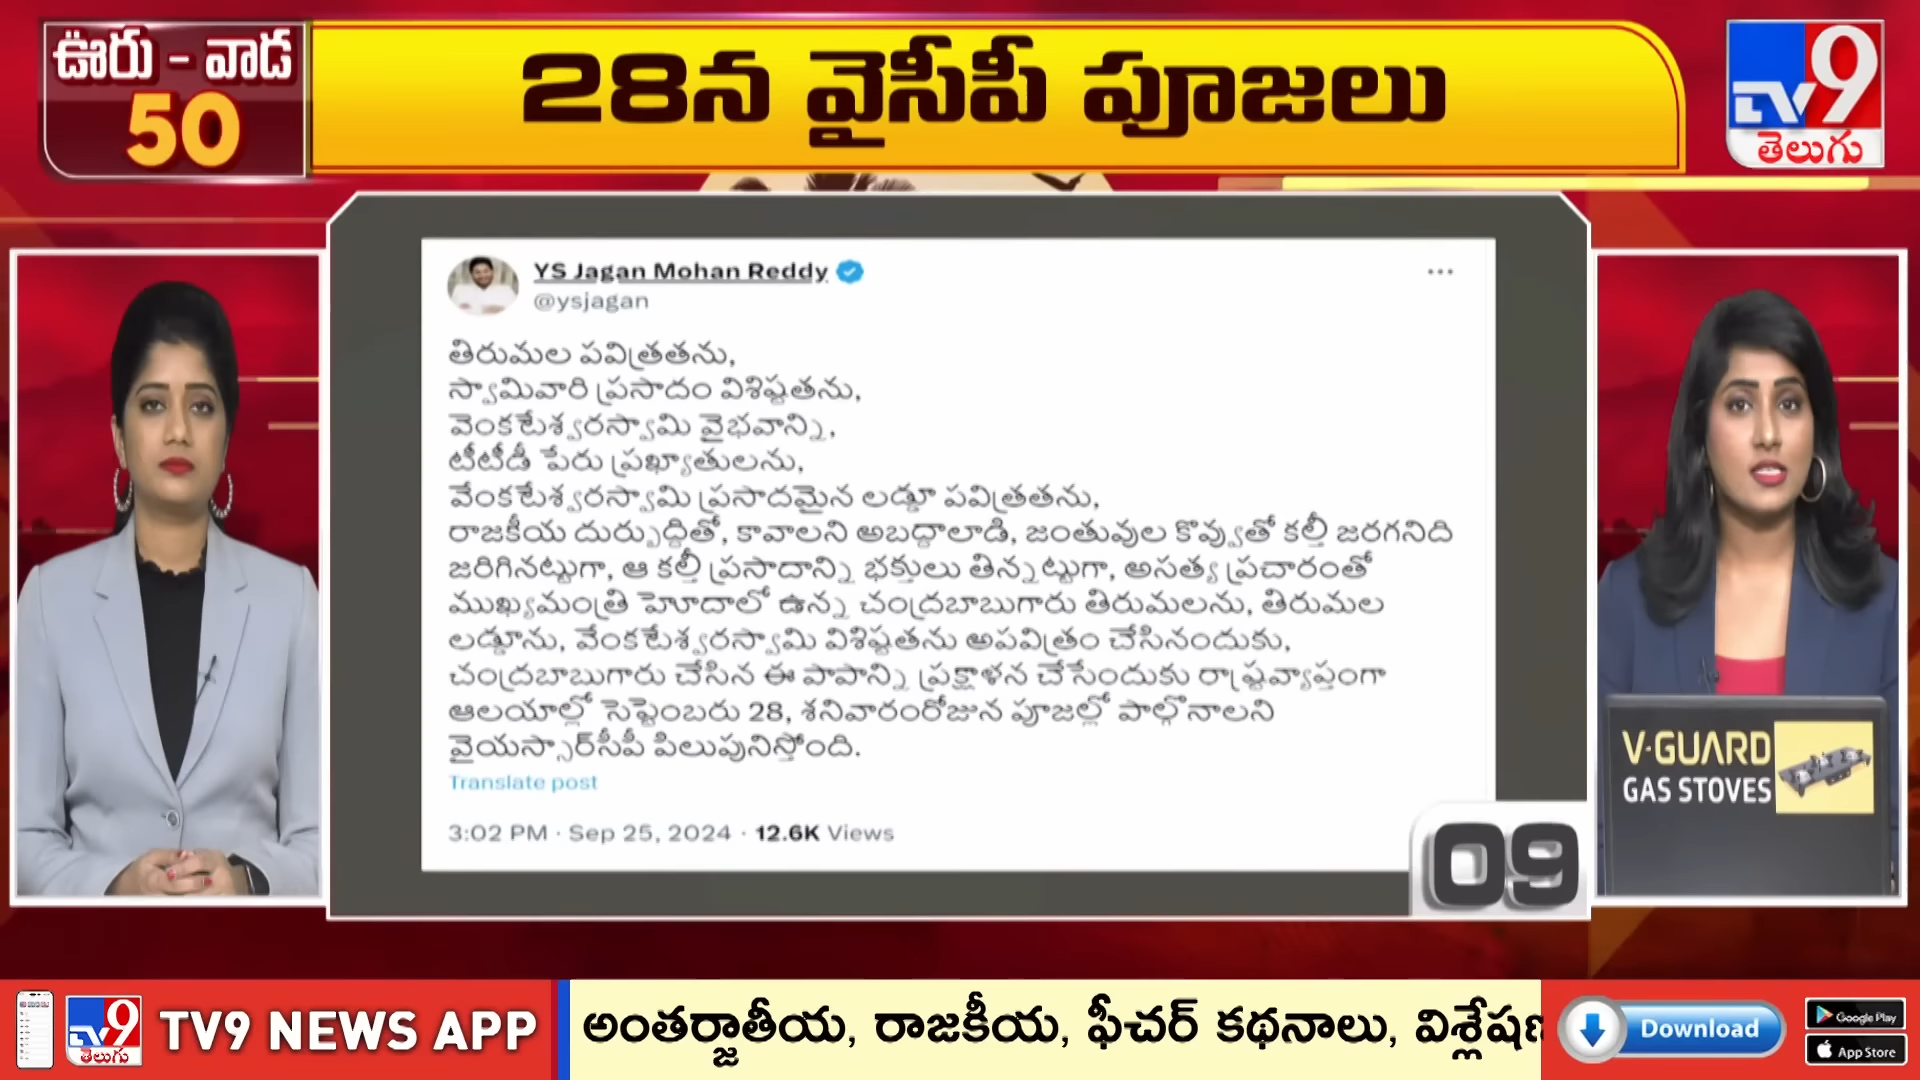 ఊరు - వాడ
50
28న వైసీపీ పూజలు
TV9
తెలుగు
YS Jagan Mohan Reddy
@ysjagan
తిరుమల పవిత్రతను,
స్వామివారి ప్రసాదం విశిష్టతను,
వెంకటేశ్వరస్వామి వైభవాన్ని,
టీటీడీ పేరు ప్రఖ్యాతులను,
వేంకటేశ్వరస్వామి ప్రసాదమైన లడ్డూ పవిత్రతను,
రాజకీయ దుర్బుద్ధితో, కావాలని అబద్ధాలాడి, జంతువుల కొవ్వుతో కల్తీ జరగనిది
జరిగినట్టుగా, ఆ కల్తీ ప్రసాదాన్ని భక్తులు తిన్నట్టుగా, అసత్య ప్రచారంతో
ముఖ్యమంత్రి హెూదాలో ఉన్న చంద్రబాబుగారు తిరుమలను, తిరుమల
లడ్డూను, వేంకటేశ్వరస్వామి విశిష్టతను అపవిత్రం చేసినందుకు,
చంద్రబాబుగారు చేసిన ఈ పాపాన్ని ప్రక్షాళన చేసేందుకు రాష్ట్రవ్యాప్తంగా
ఆలయాల్లో సెప్టెంబరు 28, శనివారంరోజున పూజల్లో పాల్గొనాలని
వైయస్సార్‌సీపీ పిలుపునిస్తోంది.
Translate post
3:02 PM · Sep 25, 2024 · 12.6K Views
09
V-GUARD
GAS STOVES
TV9
తెలుగు
TV9 NEWS APP
అంతర్జాతీయ, రాజకీయ, ఫీచర్ కథనాలు, విశ్లేషణ
Download
Google Play
App Store